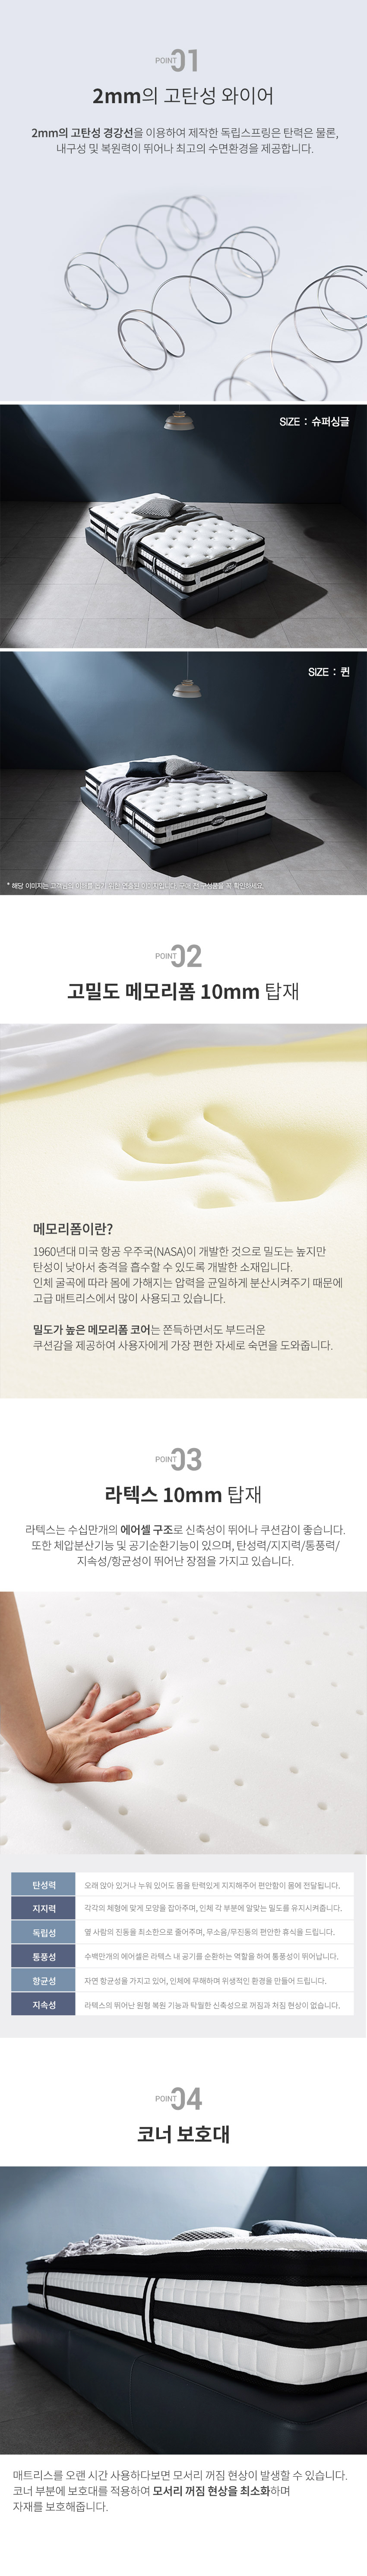 POINT 01
2mm의 고탄성 와이어
2mm의 고탄성 경강선을 이용하여 제작한 독립스프링은 탄력은 물론,
내구성 및 복원력이 뛰어나 최고의 수면환경을 제공합니다.
SIZE : 슈퍼싱글
SIZE : 퀸
* 해당 이미지는 고객님의 이해를 돕기 위한 연출된 이미지입니다. 구매 전 구성품을 꼭 확인하세요.
POINT 02
고밀도 메모리폼 10mm 탑재
메모리폼이란?
1960년대 미국 항공 우주국(NASA)이 개발한 것으로 밀도는 높지만
탄성이 낮아서 충격을 흡수할 수 있도록 개발한 소재입니다.
인체 굴곡에 따라 몸에 가해지는 압력을 균일하게 분산시켜주기 때문에
고급 매트리스에서 많이 사용되고 있습니다.
밀도가 높은 메모리폼 코어는 쫀득하면서도 부드러운
쿠션감을 제공하여 사용자에게 가장 편한 자세로 숙면을 도와줍니다.
POINT 03
라텍스 10mm 탑재
라텍스는 수십만개의 에어셀 구조로 신축성이 뛰어나 쿠션감이 좋습니다.
또한 체압분산기능 및 공기순환기능이 있으며, 탄성력/지지력/통풍력/
지속성/항균성이 뛰어난 장점을 가지고 있습니다.
탄성력 오래 앉아 있거나 누워 있어도 몸을 탄력있게 지지해주어 편안함이 몸에 전달됩니다.
지지력 각각의 체형에 맞게 모양을 잡아주며, 인체 각 부분에 알맞는 밀도를 유지시켜줍니다.
독립성 옆 사람의 진동을 최소한으로 줄여주며, 무소음/무진동의 편안한 휴식을 드립니다.
통풍성 수백만개의 에어셀은 라텍스 내 공기를 순환하는 역할을 하여 통풍성이 뛰어납니다.
항균성 자연 항균성을 가지고 있어, 인체에 무해하며 위생적인 환경을 만들어 드립니다.
지속성 라텍스의 뛰어난 원형 복원 기능과 탁월한 신축성으로 꺼짐과 처짐 현상이 없습니다.
POINT 04
코너 보호대
매트리스를 오랜 시간 사용하다보면 모서리 꺼짐 현상이 발생할 수 있습니다.
코너 부분에 보호대를 적용하여 모서리 꺼짐 현상을 최소화하며
자재를 보호해줍니다.